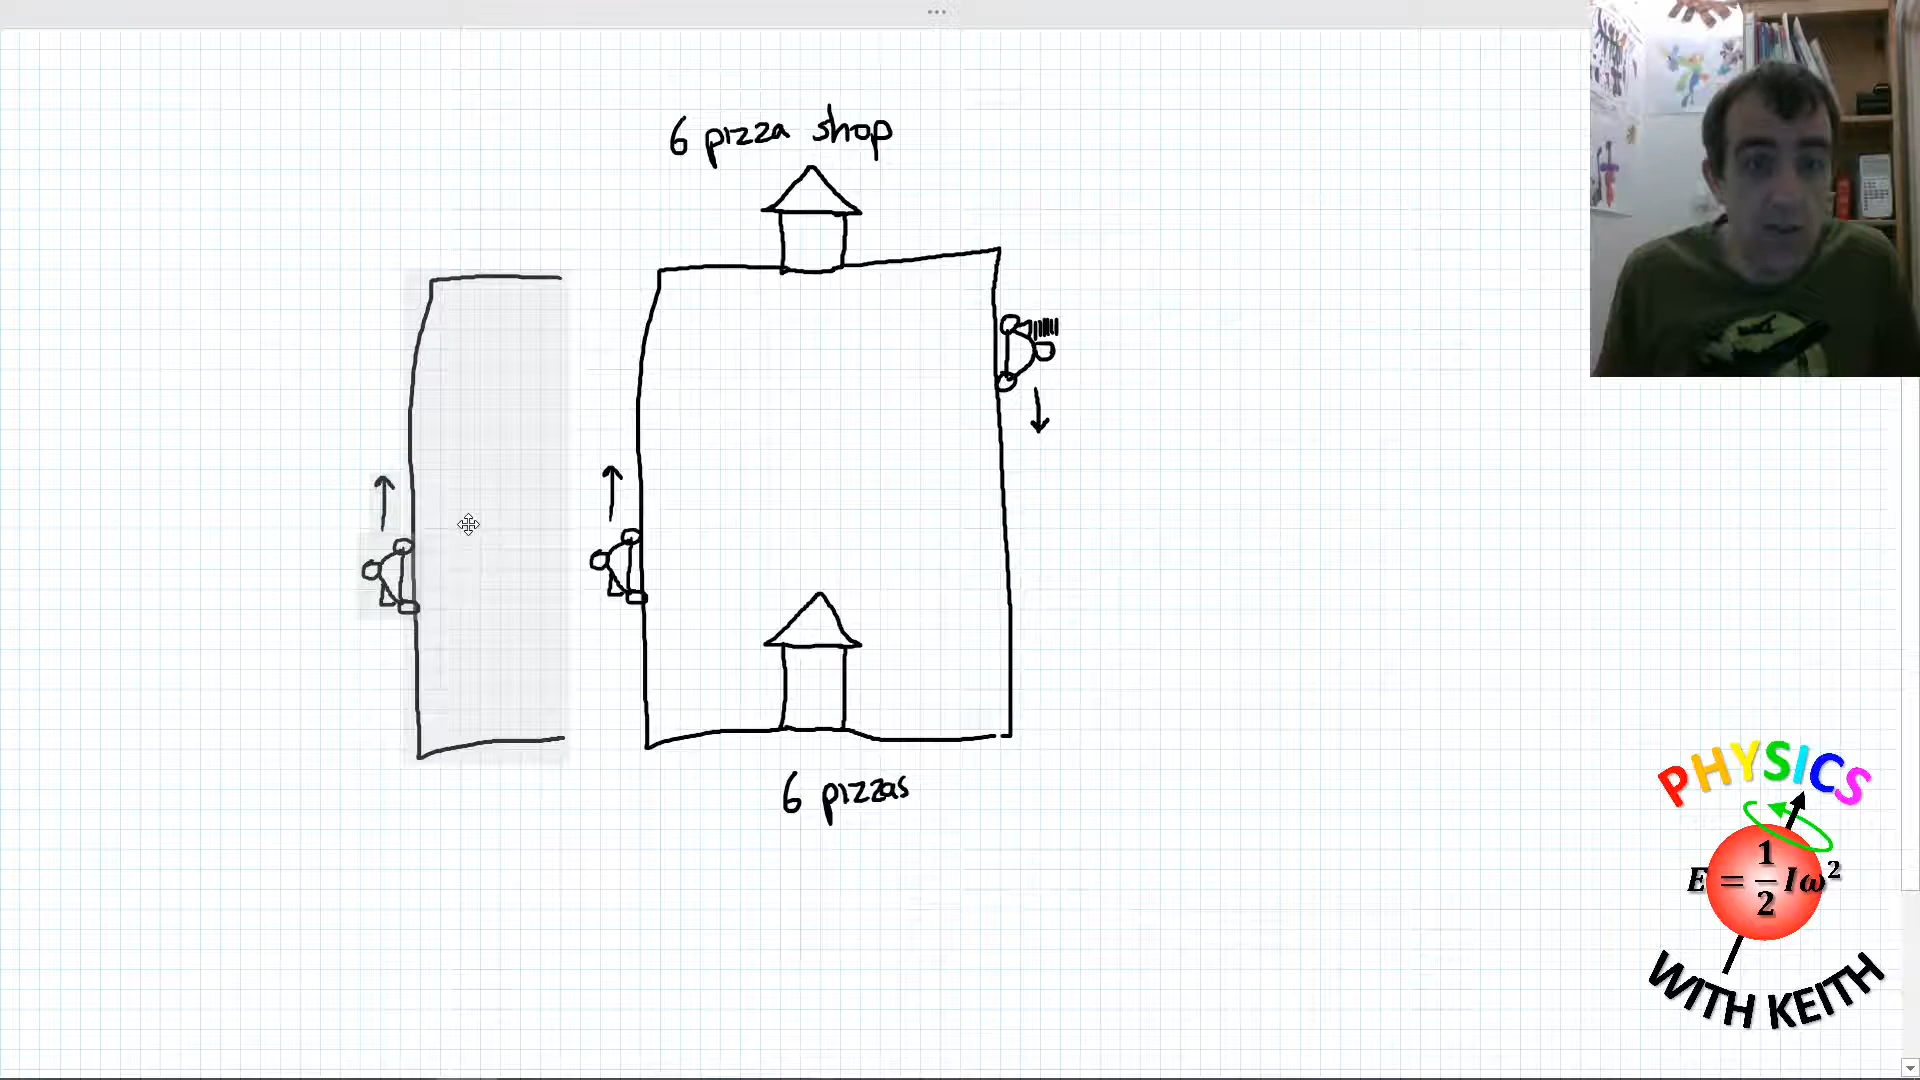 6 pizza shop
6 pizzas
PHYSICS
E = 1/2 Iω²
WITH KEITH